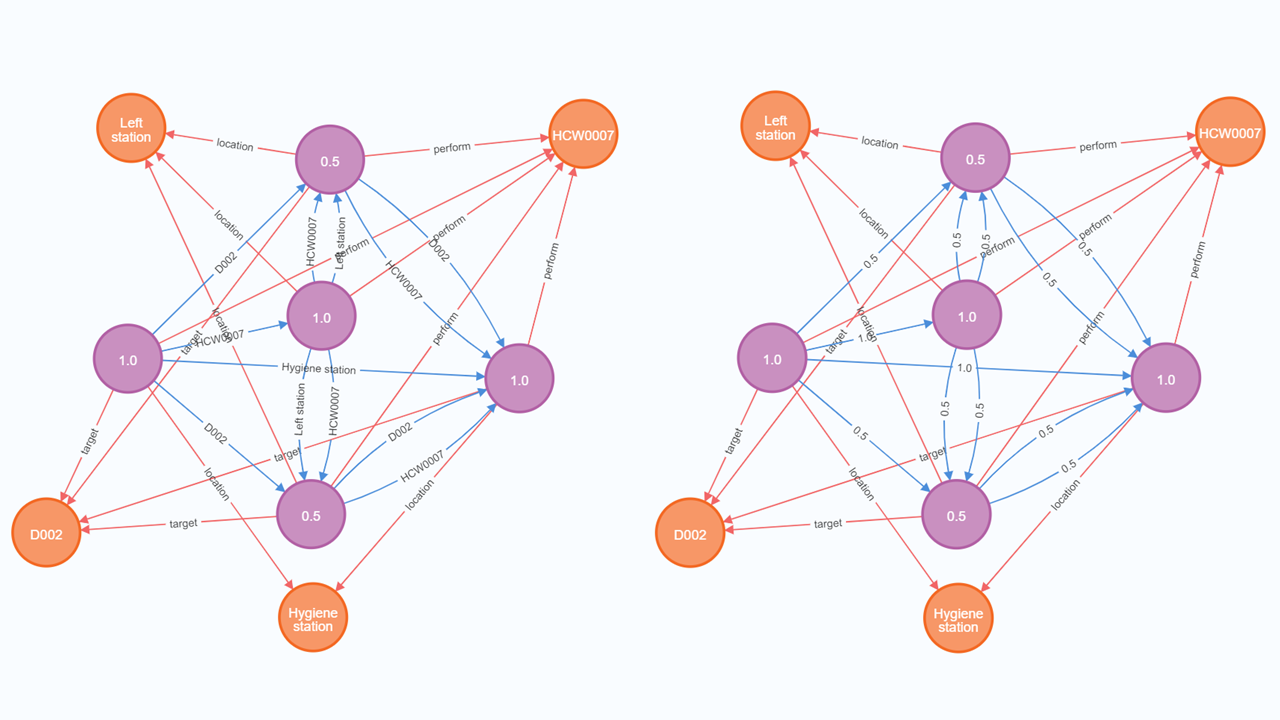 Left
station
HCW0007
location
perform
0.5
location
HCW0007
Left station
perform
perform
D002
D002
HCW0007
1.0
location
perform
target
HCW0007
1.0
Hygiene station
1.0
Left station
HCW0007
D002
D002
target
target
HCW0007
location
location
0.5
target
D002
perform
Hygiene
station
Left
station
HCW0007
location
perform
0.5
location
0.5
0.5
perform
perform
0.5
0.5
0.5
1.0
location
perform
target
1.0
1.0
1.0
1.0
0.5
0.5
0.5
0.5
target
target
0.5
location
location
0.5
target
D002
perform
Hygiene
station